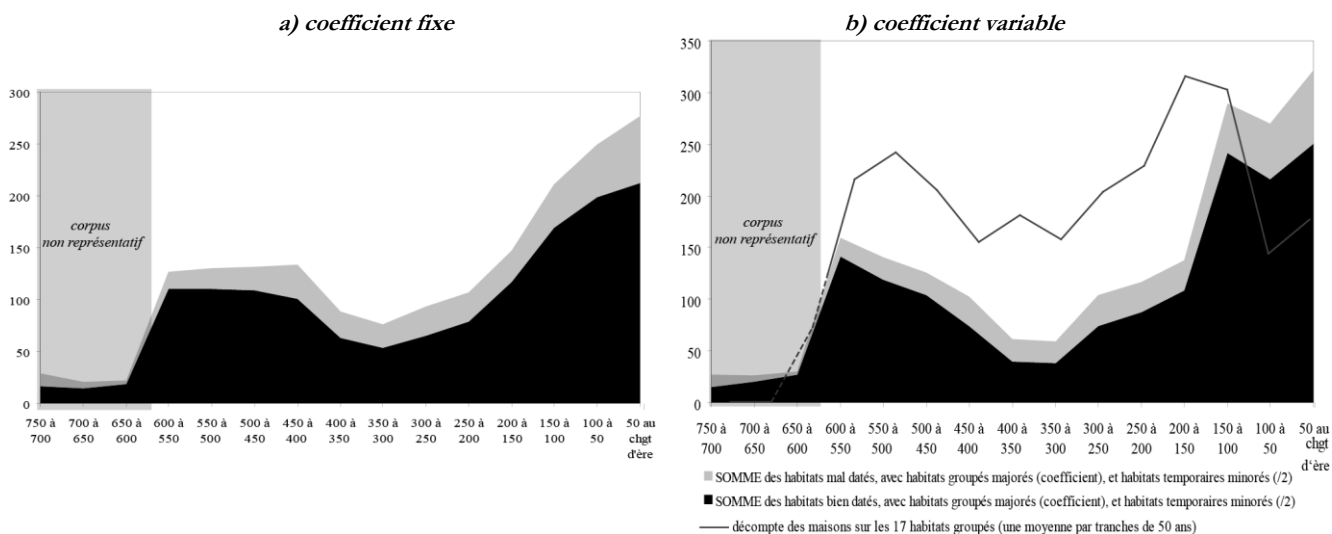 a) coefficient fixe
300
250
200
150
100
50
0
corpus
non représentatif
750 à
700
700 à
650
650 à
600
600 à
550
550 à
500
500 à
450
450 à
400
400 à
350
350 à
300
300 à
250
250 à
200
200 à
150
150 à
100
100 à
50
50 au
chgt
d'ère
b) coefficient variable
350
300
250
200
150
100
50
0
corpus
non représentatif
750 à
700
700 à
650
650 à
600
600 à
550
550 à
500
500 à
450
450 à
400
400 à
350
350 à
300
300 à
250
250 à
200
200 à
150
150 à
100
100 à
50
50 au
chgt
d'ère
SOMME des habitats mal datés, avec habitats groupés majorés (coefficient), et habitats temporaires minorés (/2)
SOMME des habitats bien datés, avec habitats groupés majorés (coefficient), et habitats temporaires minorés (/2)
décompte des maisons sur les 17 habitats groupés (une moyenne par tranches de 50 ans)